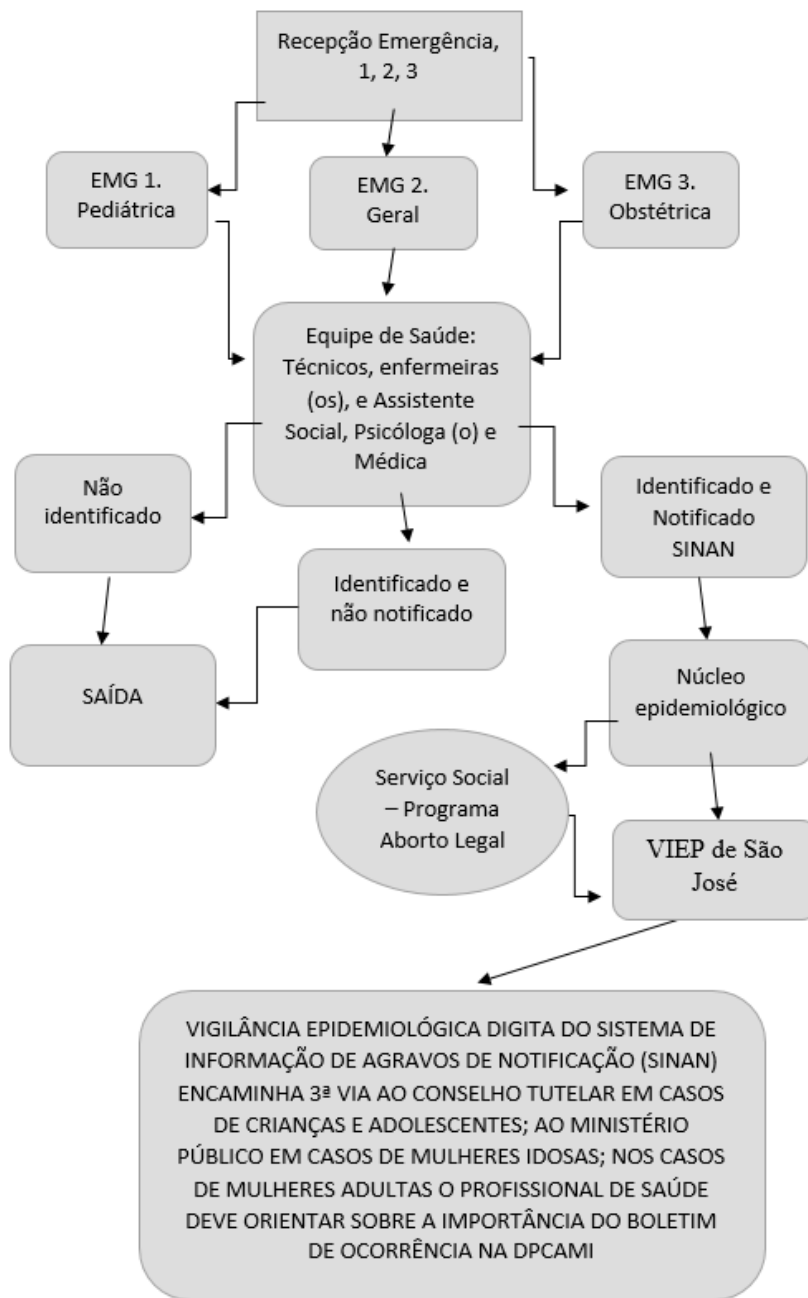 Recepção Emergência,
1, 2, 3
EMG 1.
Pediátrica
EMG 2.
Geral
EMG 3.
Obstétrica
Equipe de Saúde:
Técnicos, enfermeiras
(os), e Assistente
Social, Psicóloga (o) e
Médica
Não
identificado
Identificado e
não notificado
Identificado e
Notificado
SINAN
SAÍDA
Núcleo
epidemiológico
Serviço Social
– Programa
Aborto Legal
VIEP de São
José
VIGILÂNCIA EPIDEMIOLÓGICA DIGITA DO SISTEMA DE
INFORMAÇÃO DE AGRAVOS DE NOTIFICAÇÃO (SINAN)
ENCAMINHA 3ª VIA AO CONSELHO TUTELAR EM CASOS
DE CRIANÇAS E ADOLESCENTES; AO MINISTÉRIO
PÚBLICO EM CASOS DE MULHERES IDOSAS; NOS CASOS
DE MULHERES ADULTAS O PROFISSIONAL DE SAÚDE
DEVE ORIENTAR SOBRE A IMPORTÂNCIA DO BOLETIM
DE OCORRÊNCIA NA DPCAMI